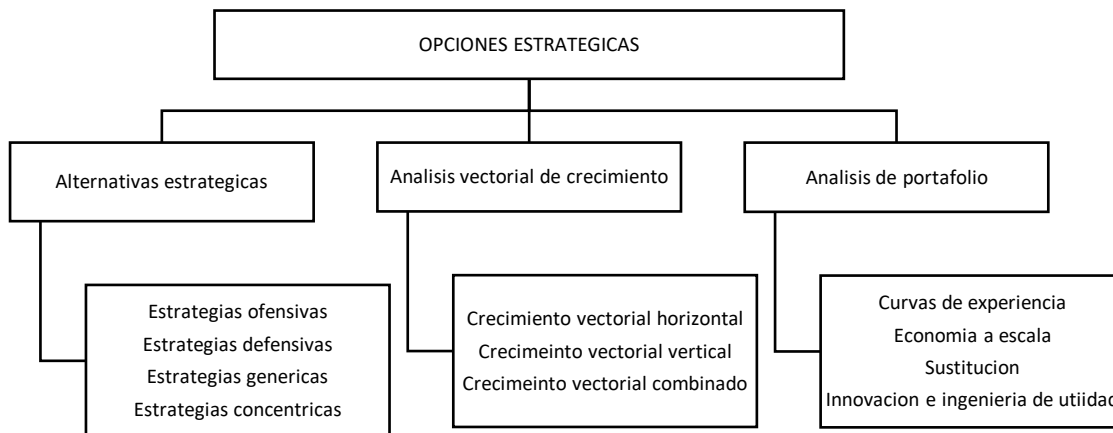 OPCIONES ESTRATEGICAS
Alternativas estrategicas
Analisis vectorial de crecimiento
Analisis de portafolio
Estrategias ofensivas
Estrategias defensivas
Estrategias genericas
Estrategias concentricas
Crecimiento vectorial horizontal
Crecimeinto vectorial vertical
Crecimeinto vectorial combinado
Curvas de experiencia
Economia a escala
Sustitucion
Innovacion e ingenieria de utiidad